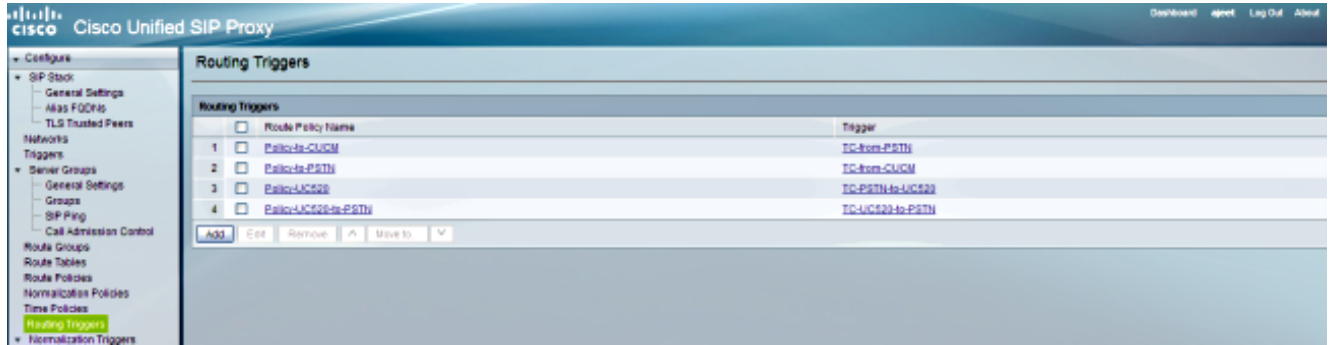 CISCO Cisco Unified SIP Proxy
Dashboard ajeet Log Out About
Configure
SIP Stack
General Settings
Alias FQDNs
TLS Trusted Peers
Networks
Triggers
Server Groups
General Settings
Groups
SIP Ping
Call Admission Control
Route Groups
Route Tables
Route Policies
Normalization Policies
Time Policies
Routing Triggers
Normalization Triggers
Routing Triggers
Routing Triggers
Route Policy Name Trigger
1 Policy-to-CUCM TC-from-PSTN
2 Policy-to-PSTN TC-from-CUCM
3 Policy-UC520 TC-PSTN-to-UC520
4 Policy-UC520-to-PSTN TC-UC520-to-PSTN
Add Edit Remove Move to